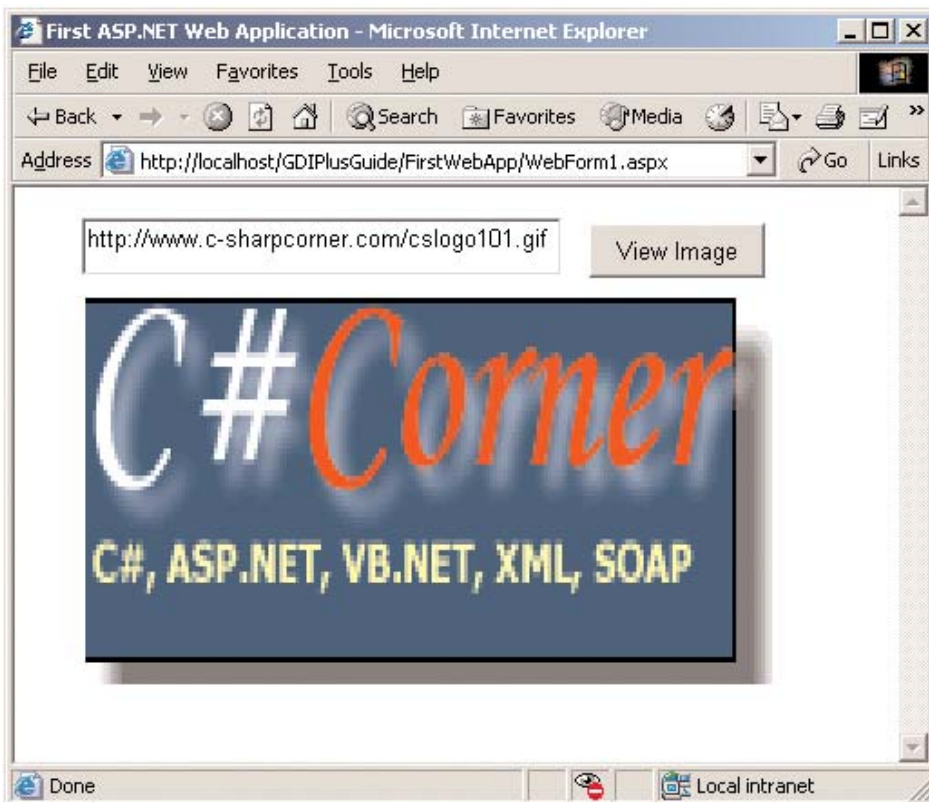 First ASP.NET Web Application - Microsoft Internet Explorer
File Edit View Favorites Tools Help
Back Search Favorites Media »
Address http://localhost/GDIPlusGuide/FirstWebApp/WebForm1.aspx Go Links
http://www.c-sharpcorner.com/cslogo101.gif View Image
C# Corner
C#, ASP.NET, VB.NET, XML, SOAP
Done Local intranet